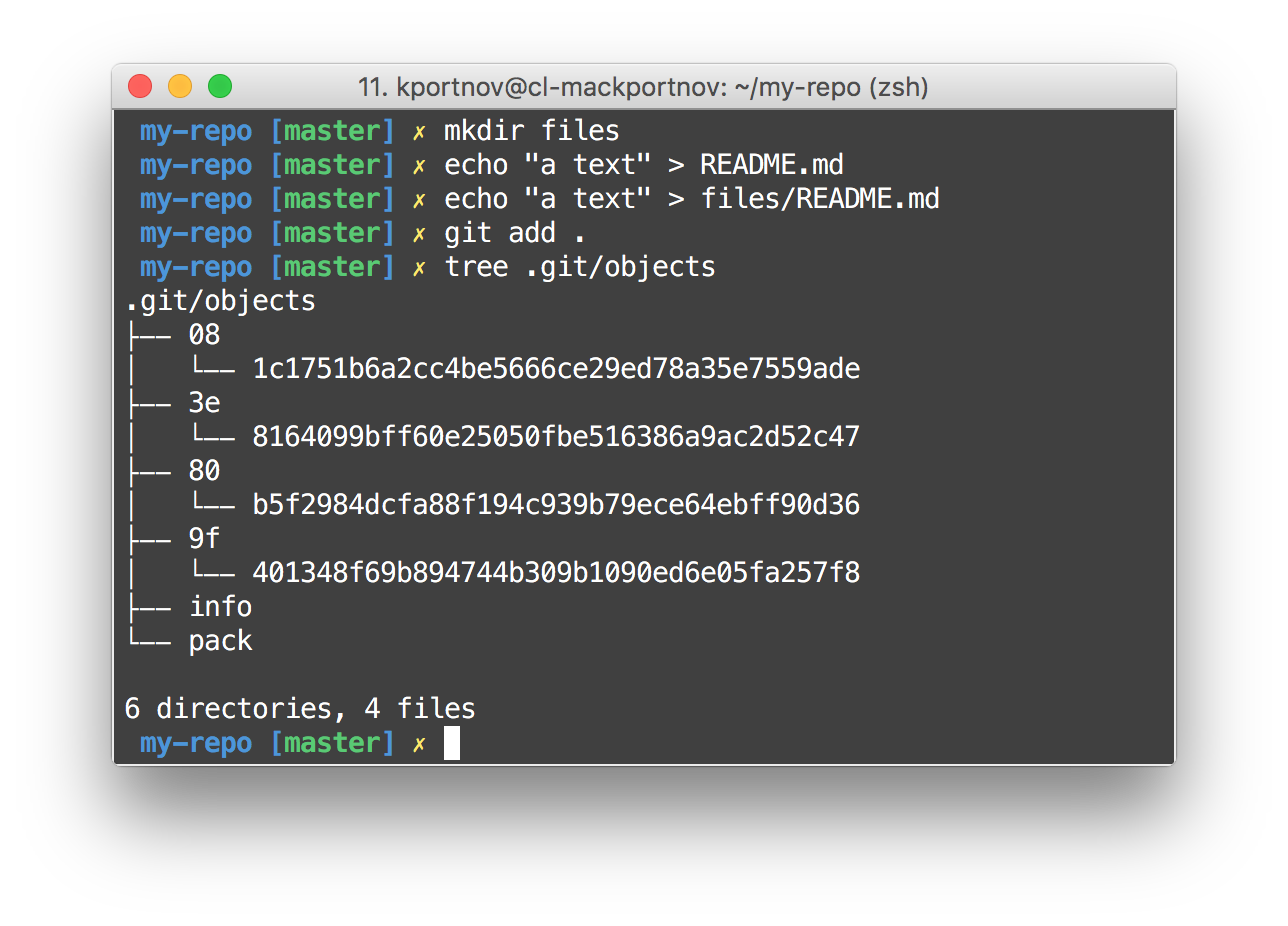 11. kportnov@cl-mackportnov: ~/my-repo (zsh)
my-repo [master] ✗ mkdir files
my-repo [master] ✗ echo "a text" > README.md
my-repo [master] ✗ echo "a text" > files/README.md
my-repo [master] ✗ git add .
my-repo [master] ✗ tree .git/objects
.git/objects
├── 08
│   └── 1c1751b6a2cc4be5666ce29ed78a35e7559ade
├── 3e
│   └── 8164099bff60e25050fbe516386a9ac2d52c47
├── 80
│   └── b5f2984dcfa88f194c939b79ece64ebff90d36
├── 9f
│   └── 401348f69b894744b309b1090ed6e05fa257f8
├── info
└── pack
6 directories, 4 files
my-repo [master] ✗